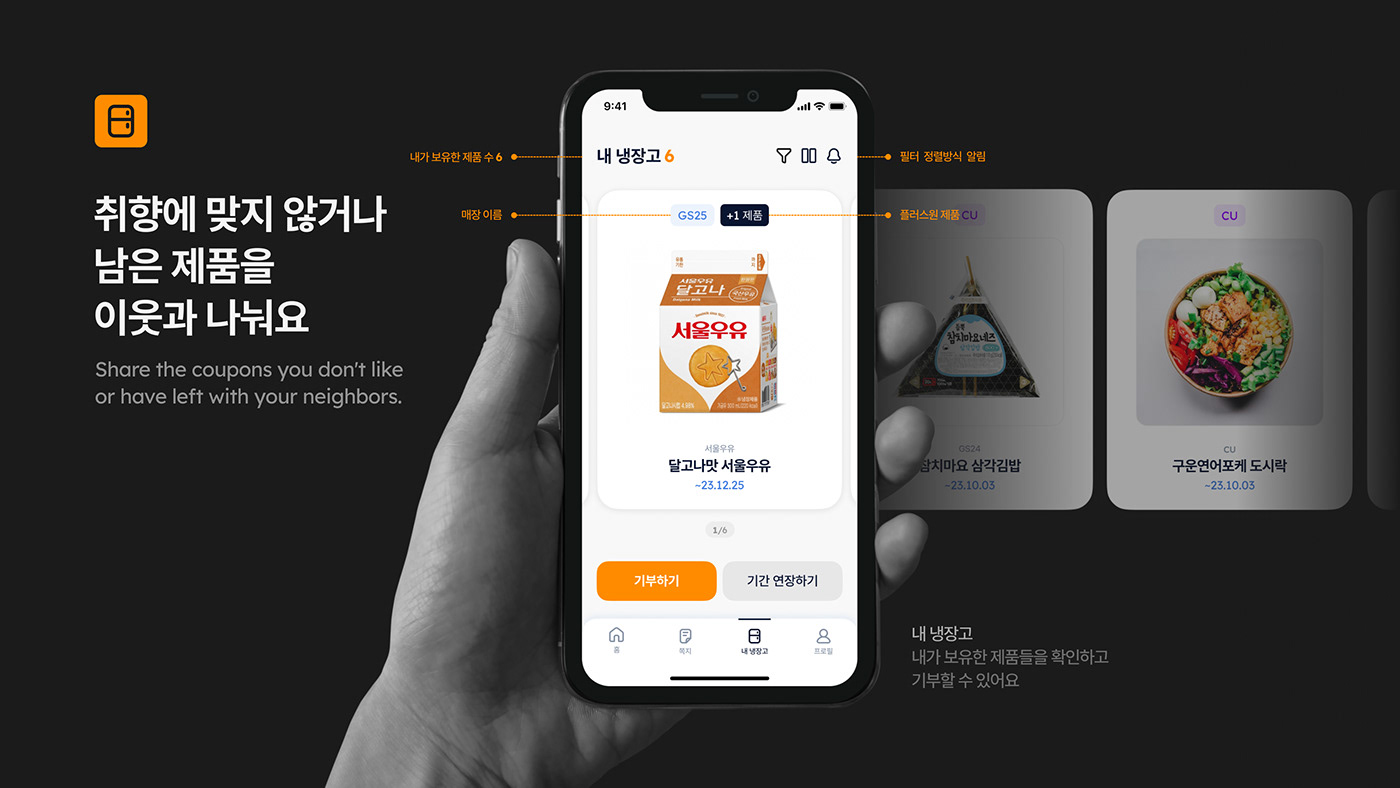 취향에 맞지 않거나
남은 제품을
이웃과 나눠요
Share the coupons you don't like
or have left with your neighbors.
내가 보유한 제품 수 6
매장 이름
9:41
내 냉장고 6
GS25
+1 제품
서울우유
달고나
Dalgona Milk
서울우유
서울우유
달고나맛 서울우유
~23.12.25
1/6
기부하기
기간 연장하기
홈
쪽지
내 냉장고
프로필
필터 정렬방식 알림
플러스원 제품
CU
참치마요네즈
GS24
참치마요 삼각김밥
~23.10.03
CU
CU
구운연어포케 도시락
~23.10.03
내 냉장고
내가 보유한 제품들을 확인하고
기부할 수 있어요